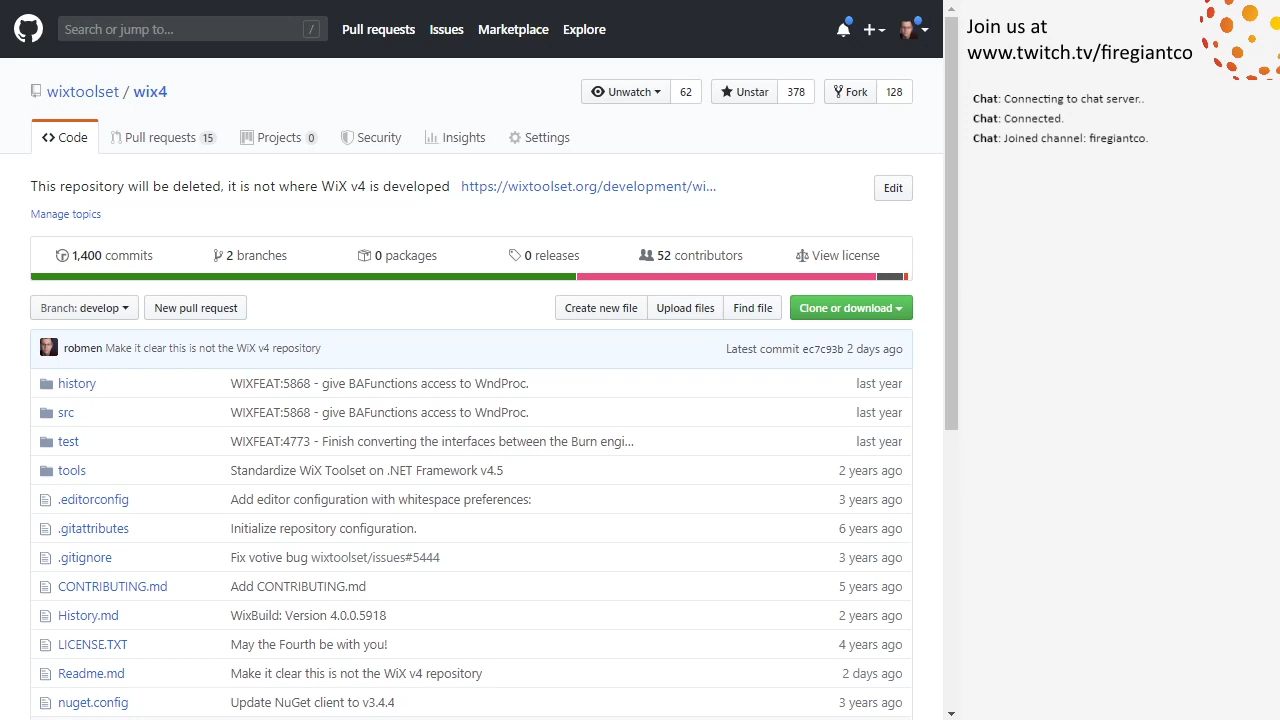 Search or jump to... /
Pull requests Issues Marketplace Explore
wixtoolset / wix4
Unwatch 62 Unstar 378 Fork 128
Code Pull requests 15 Projects 0 Security Insights Settings
This repository will be deleted, it is not where WiX v4 is developed https://wixtoolset.org/development/wi...
Edit
Manage topics
1,400 commits 2 branches 0 packages 0 releases 52 contributors View license
Branch: develop New pull request Create new file Upload files Find file Clone or download
robmen Make it clear this is not the WiX v4 repository Latest commit ec7c93b 2 days ago
history WIXFEAT:5868 - give BAFunctions access to WndProc. last year
src WIXFEAT:5868 - give BAFunctions access to WndProc. last year
test WIXFEAT:4773 - Finish converting the interfaces between the Burn engi... last year
tools Standardize WiX Toolset on .NET Framework v4.5 2 years ago
.editorconfig Add editor configuration with whitespace preferences: 3 years ago
.gitattributes Initialize repository configuration. 6 years ago
.gitignore Fix votive bug wixtoolset/issues#5444 3 years ago
CONTRIBUTING.md Add CONTRIBUTING.md 5 years ago
History.md WixBuild: Version 4.0.0.5918 2 years ago
LICENSE.TXT May the Fourth be with you! 4 years ago
Readme.md Make it clear this is not the WiX v4 repository 2 days ago
nuget.config Update NuGet client to v3.4.4 3 years ago
Join us at
www.twitch.tv/firegiantco
Chat: Connecting to chat server..
Chat: Connected.
Chat: Joined channel: firegiantco.